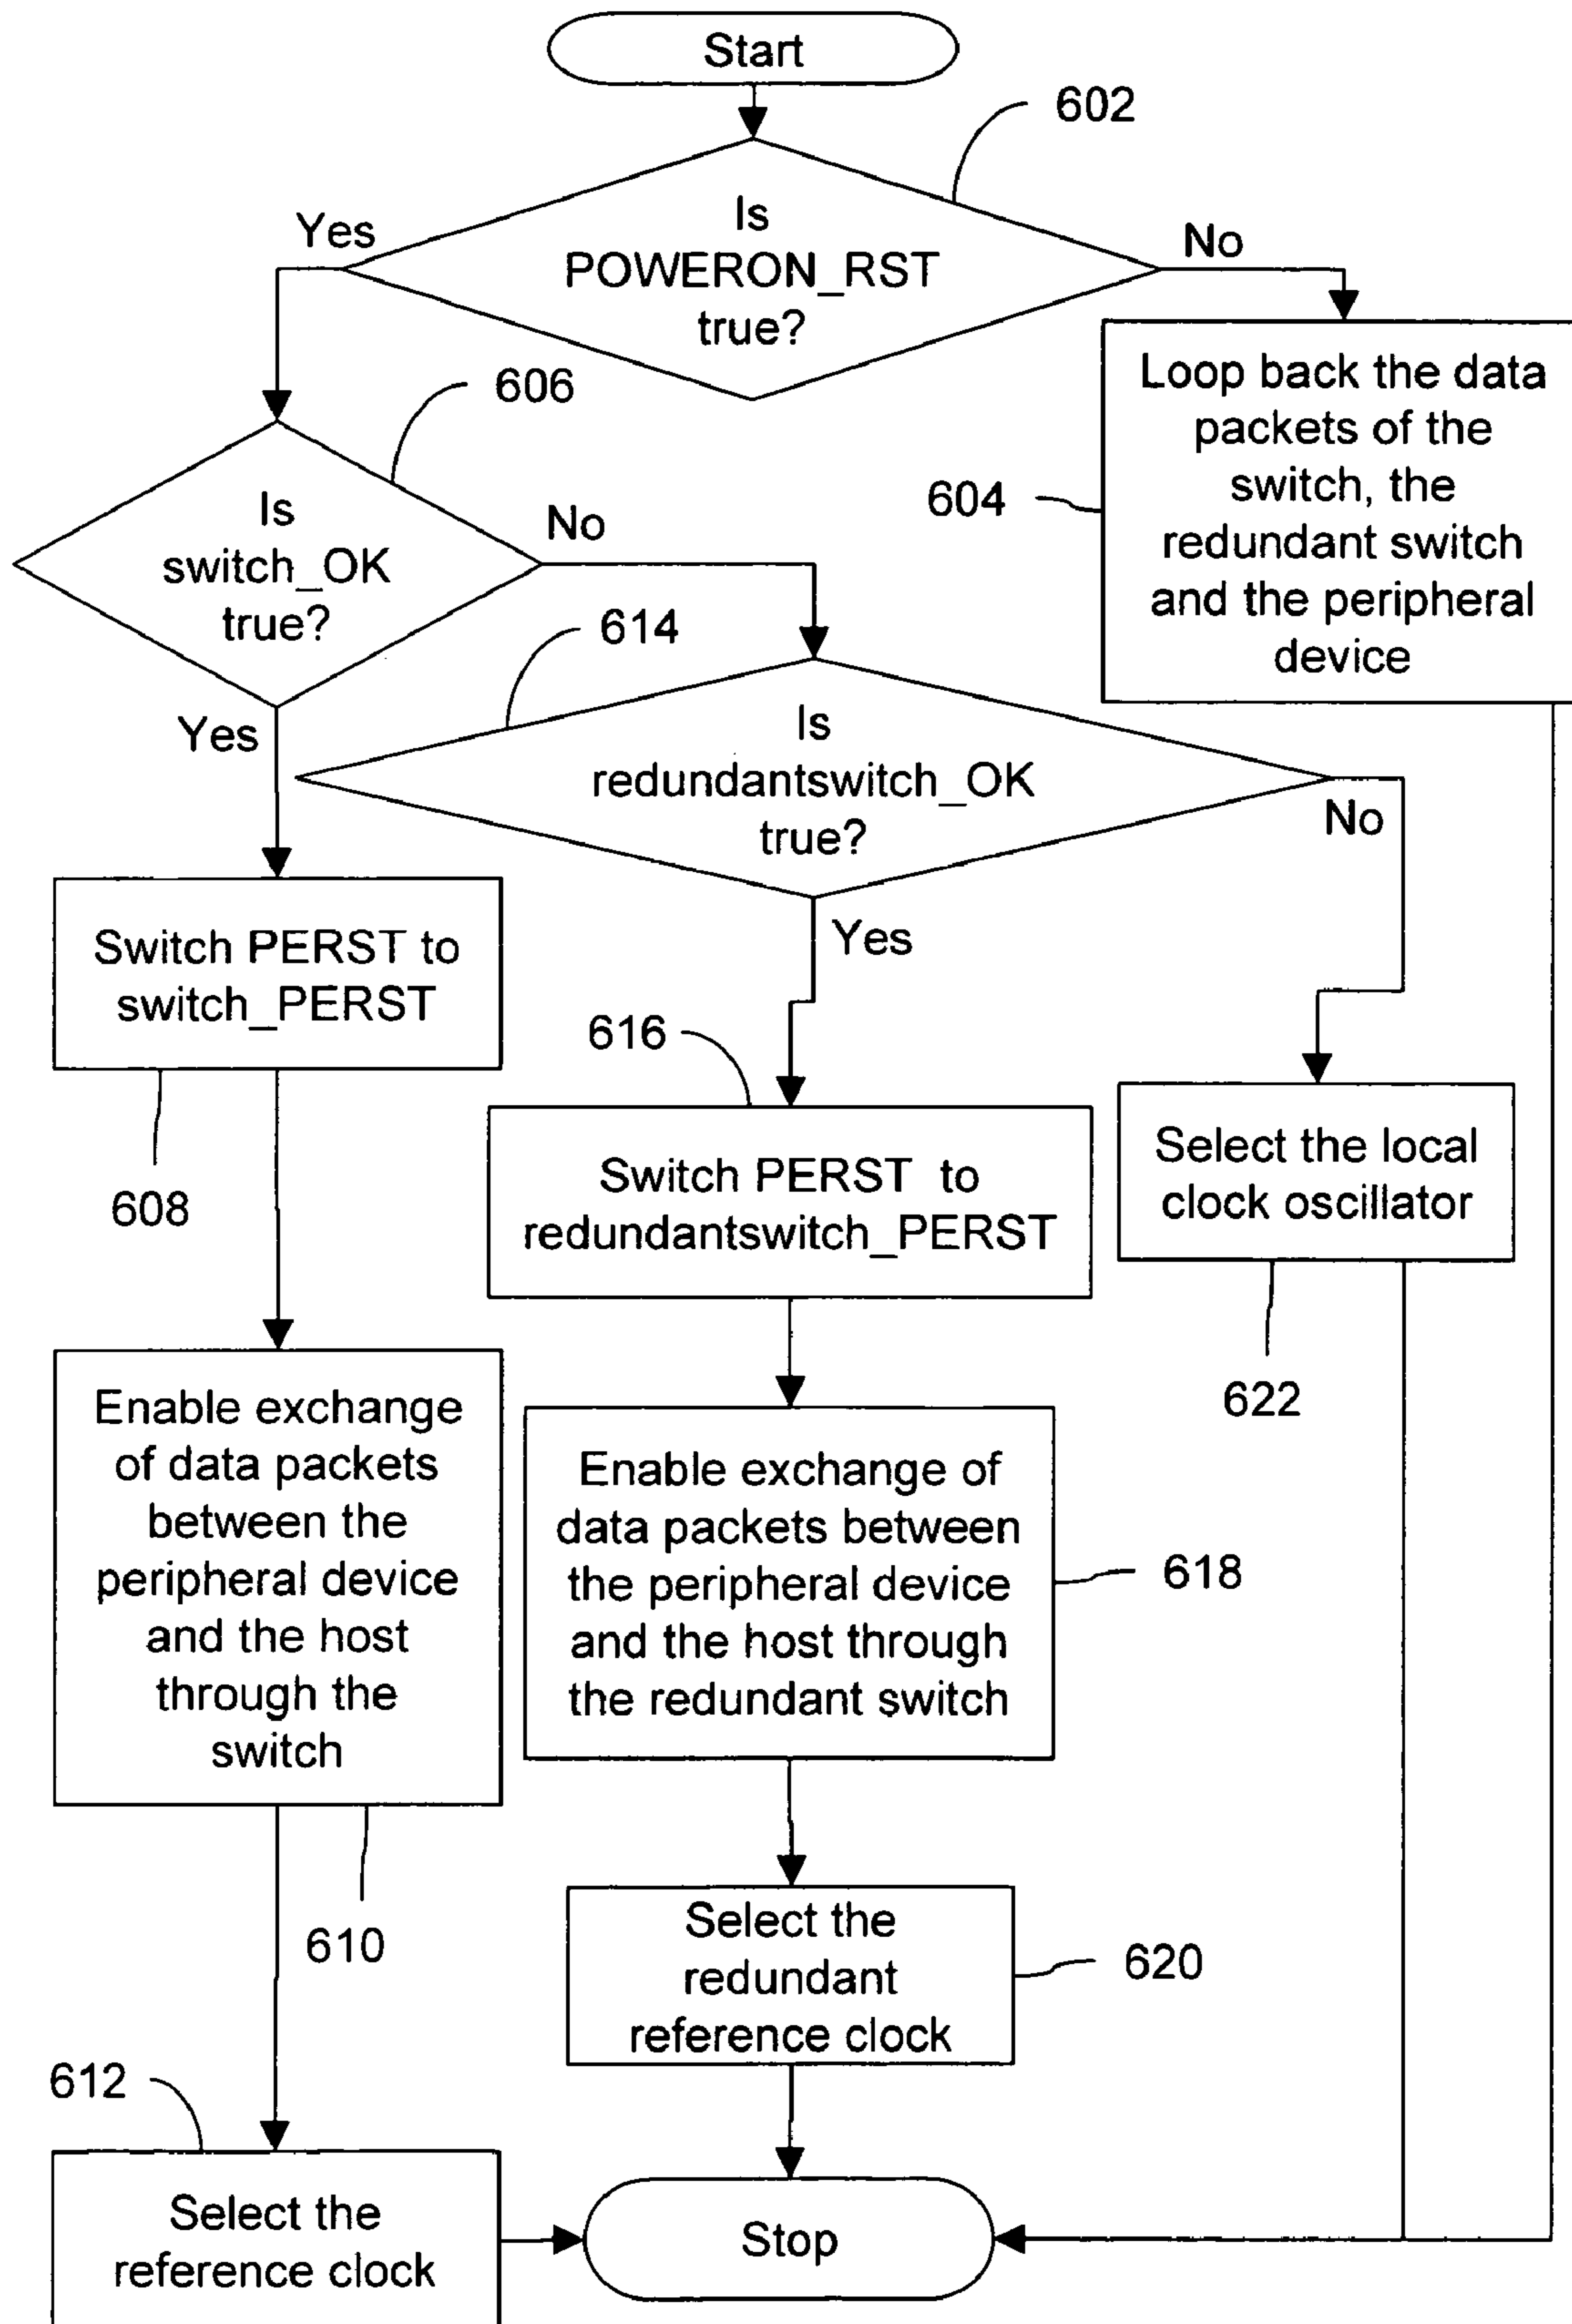 Start
602
Is
POWERON_RST
true?
Yes
No
606
Is
switch_OK
true?
No
Yes
604
Loop back the data
packets of the
switch, the
redundant switch
and the peripheral
device
614
Is
redundantswitch_OK
true?
No
Yes
Switch PERST to
switch_PERST
608
616
Switch PERST to
redundantswitch_PERST
Select the local
clock oscillator
622
Enable exchange
of data packets
between the
peripheral device
and the host
through the
switch
610
Enable exchange of
data packets between
the peripheral device
and the host through
the redundant switch
618
Select the
redundant
reference clock
620
612
Select the
reference clock
Stop